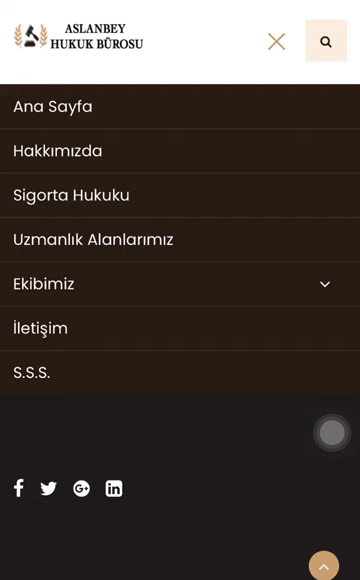 ASLANBEY
HUKUK BÜROSU
Ana Sayfa
Hakkımızda
Sigorta Hukuku
Uzmanlık Alanlarımız
Ekibimiz
İletişim
S.S.S.